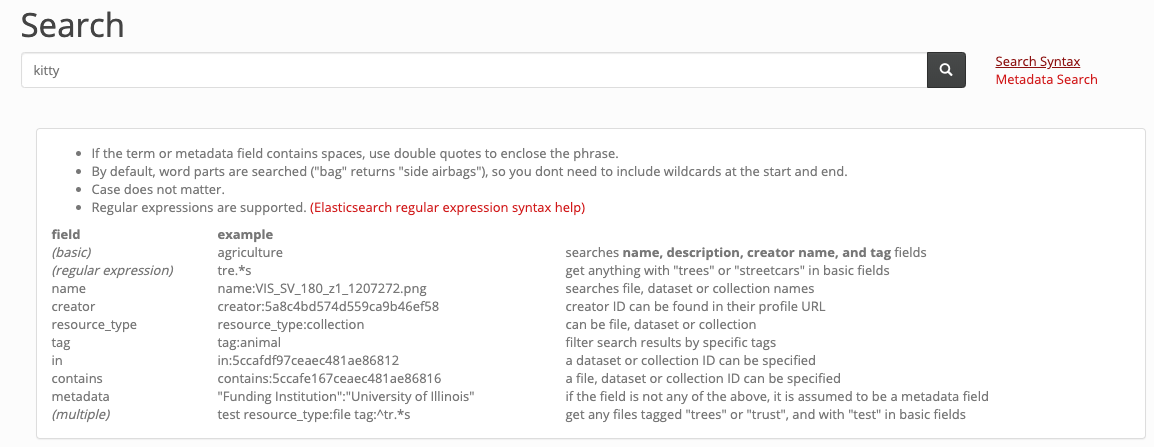 Search
kitty
Search Syntax
Metadata Search
If the term or metadata field contains spaces, use double quotes to enclose the phrase.
By default, word parts are searched ("bag" returns "side airbags"), so you dont need to include wildcards at the start and end.
Case does not matter.
Regular expressions are supported. (Elasticsearch regular expression syntax help)
field example
(basic) agriculture searches name, description, creator name, and tag fields
(regular expression) tre.*s get anything with "trees" or "streetcars" in basic fields
name name:VIS_SV_180_z1_1207272.png searches file, dataset or collection names
creator creator:5a8c4bd574d559ca9b46ef58 creator ID can be found in their profile URL
resource_type resource_type:collection can be file, dataset or collection
tag tag:animal filter search results by specific tags
in in:5ccafdf97ceaec481ae86812 a dataset or collection ID can be specified
contains contains:5ccafe167ceaec481ae86816 a file, dataset or collection ID can be specified
metadata "Funding Institution":"University of Illinois" if the field is not any of the above, it is assumed to be a metadata field
(multiple) test resource_type:file tag:^tr.*s get any files tagged "trees" or "trust", and with "test" in basic fields